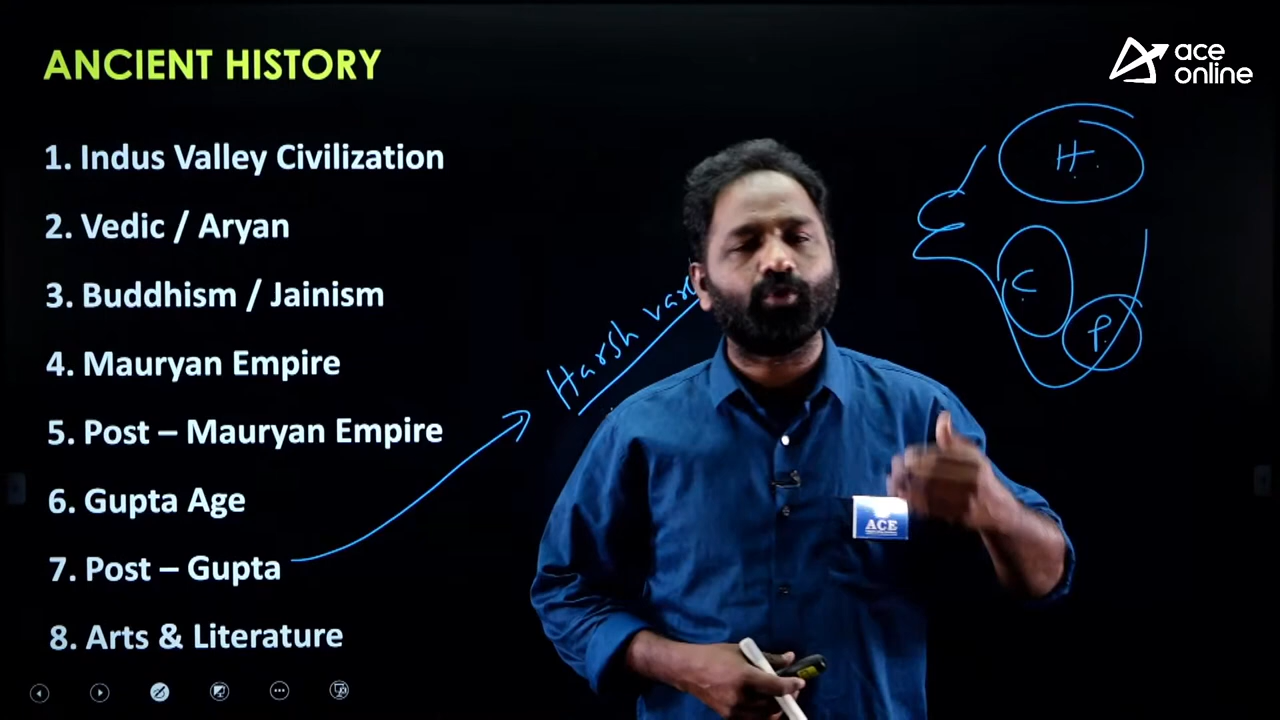 ANCIENT HISTORY
ace
online
1. Indus Valley Civilization
2. Vedic / Aryan
3. Buddhism / Jainism
4. Mauryan Empire
5. Post – Mauryan Empire
6. Gupta Age
7. Post – Gupta
8. Arts & Literature
Harsh
H.
C
P.
ACE